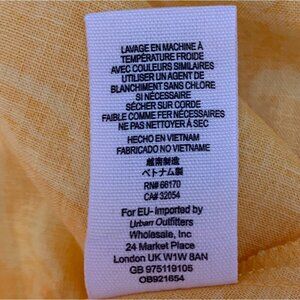 LAVAGE EN MACHINE À
TEMPÉRATURE FROIDE
AVEC COULEURS SIMILAIRES
UTILISER UN AGENT DE
BLANCHIMENT SANS CHLORE
SI NÉCESSAIRE
SÉCHER SUR CORDE
FAIBLE COMME FER NÉCESSAIRES
NE PAS NETTOYER À SEC
HECHO EN VIETNAM
FABRICADO NO VIETNAME
越南制造
ベトナム製
RN# 66170
CA# 32054
For EU- Imported by
Urban Outfitters
Wholesale, Inc
24 Market Place
London UK W1W 8AN
GB 975119105
OB921654